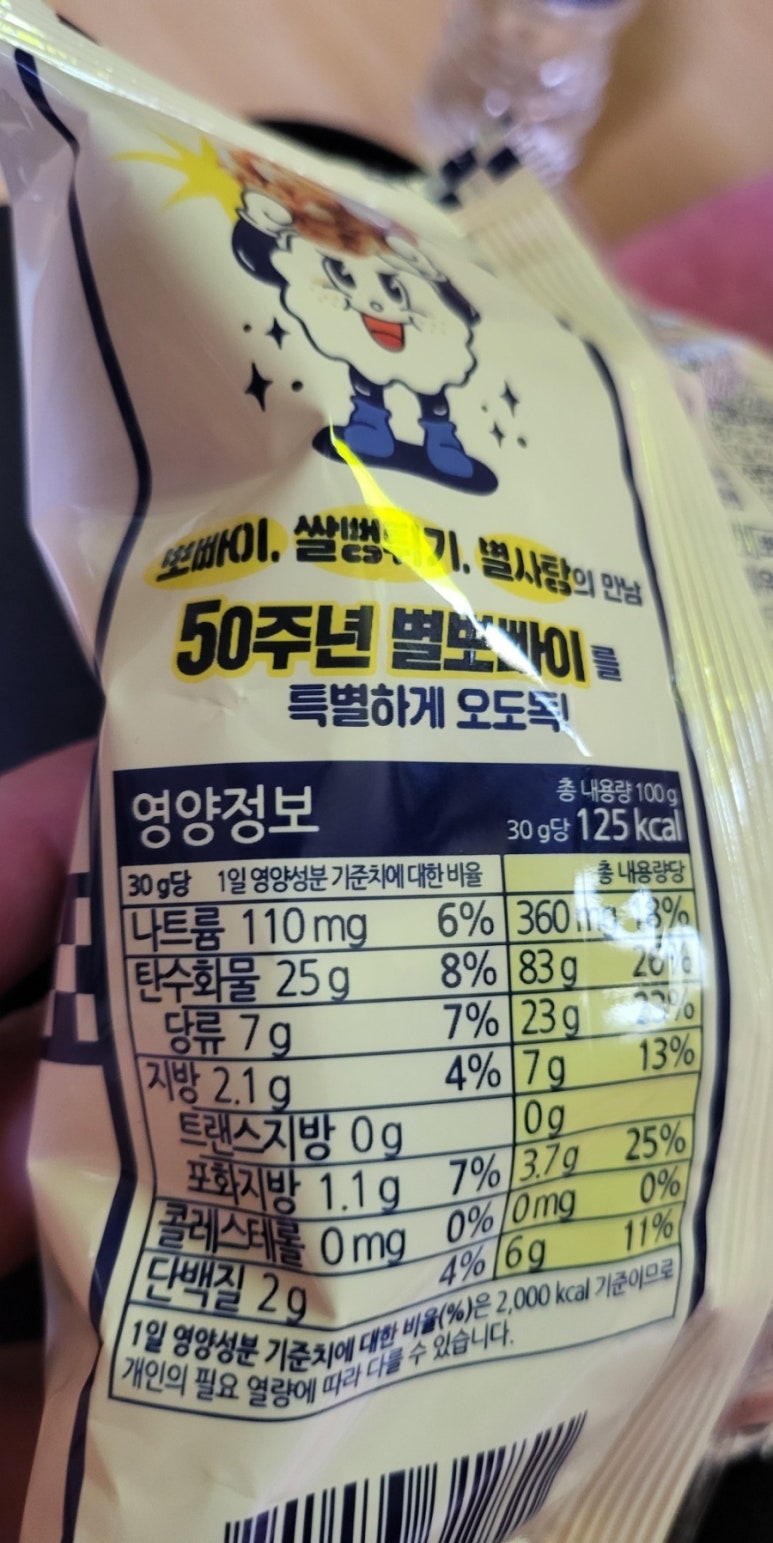 뽀빠이, 쌀뻥튀기, 별사탕의 만남
50주년 별뽀빠이를
특별하게 오도독!
영양정보
총 내용량 100 g
30 g당 125 kcal
30 g당 1일 영양성분 기준치에 대한 비율 총 내용량당
나트륨 110 mg 6% 360 mg 18%
탄수화물 25 g 8% 83 g 26%
당류 7 g 7% 23 g 23%
지방 2.1 g 4% 7 g 13%
트랜스지방 0 g 0 g
포화지방 1.1 g 7% 3.7 g 25%
콜레스테롤 0 mg 0% 0 mg 0%
단백질 2 g 4% 6 g 11%
1일 영양성분 기준치에 대한 비율(%)은 2,000 kcal 기준이므로
개인의 필요 열량에 따라 다를 수 있습니다.